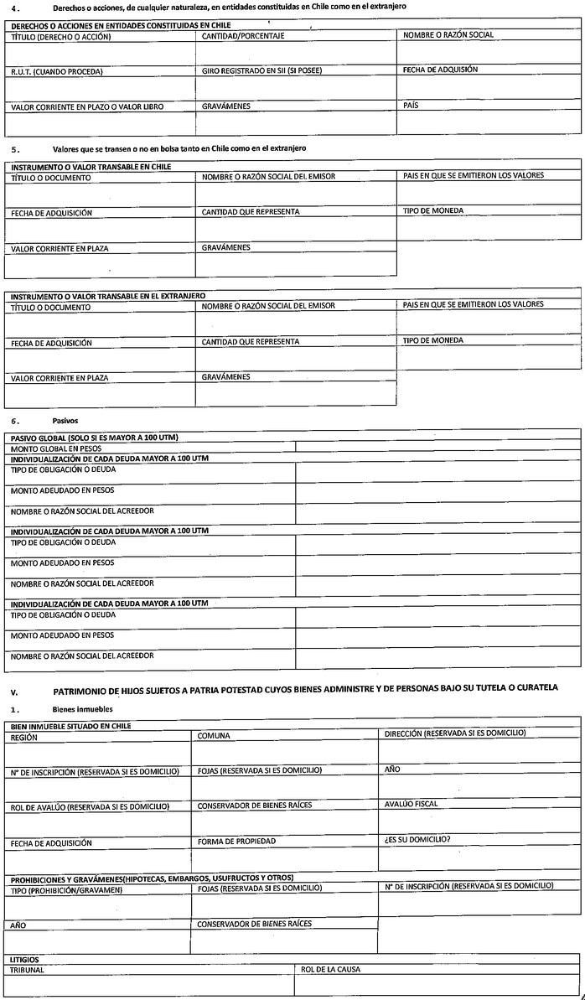 4. Derechos o acciones, de cualquier naturaleza, en entidades constituidas en Chile como en el extranjero
DERECHOS O ACCIONES EN ENTIDADES CONSTITUIDAS EN CHILE
TÍTULO (DERECHO O ACCIÓN) CANTIDAD/PORCENTAJE NOMBRE O RAZÓN SOCIAL
R.U.T. (CUANDO PROCEDA) GIRO REGISTRADO EN SII (SI POSEE) FECHA DE ADQUISIÓN
VALOR CORRIENTE EN PLAZO O VALOR LIBRO GRAVÁMENES PAÍS
5. Valores que se transen o no en bolsa tanto en Chile como en el extranjero
INSTRUMENTO O VALOR TRANSABLE EN CHILE
TÍTULO O DOCUMENTO NOMBRE O RAZÓN SOCIAL DEL EMISOR PAIS EN QUE SE EMITIERON LOS VALORES
FECHA DE ADQUISICIÓN CANTIDAD QUE REPRESENTA TIPO DE MONEDA
VALOR CORRIENTE EN PLAZA GRAVÁMENES
INSTRUMENTO O VALOR TRANSABLE EN EL EXTRANJERO
TÍTULO O DOCUMENTO NOMBRE O RAZÓN SOCIAL DEL EMISOR PAIS EN QUE SE EMITIERON LOS VALORES
FECHA DE ADQUISICIÓN CANTIDAD QUE REPRESENTA TIPO DE MONEDA
VALOR CORRIENTE EN PLAZA GRAVÁMENES
6. Pasivos
PASIVO GLOBAL (SOLO SI ES MAYOR A 100 UTM)
MONTO GLOBAL EN PESOS
INDIVIDUALIZACIÓN DE CADA DEUDA MAYOR A 100 UTM
TIPO DE OBLIGACIÓN O DEUDA
MONTO ADEUDADO EN PESOS
NOMBRE O RAZÓN SOCIAL DEL ACREEDOR
INDIVIDUALIZACIÓN DE CADA DEUDA MAYOR A 100 UTM
TIPO DE OBLIGACIÓN O DEUDA
MONTO ADEUDADO EN PESOS
NOMBRE O RAZÓN SOCIAL DEL ACREEDOR
INDIVIDUALIZACIÓN DE CADA DEUDA MAYOR A 100 UTM
TIPO DE OBLIGACIÓN O DEUDA
MONTO ADEUDADO EN PESOS
NOMBRE O RAZÓN SOCIAL DEL ACREEDOR
V. PATRIMONIO DE HIJOS SUJETOS A PATRIA POTESTAD CUYOS BIENES ADMINISTRE Y DE PERSONAS BAJO SU TUTELA O CURATELA
1. Bienes inmuebles
BIEN INMUEBLE SITUADO EN CHILE
REGIÓN COMUNA DIRECCIÓN (RESERVADA SI ES DOMICILIO)
N° DE INSCRIPCIÓN (RESERVADA SI ES DOMICILIO) FOJAS (RESERVADA SI ES DOMICILIO) AÑO
ROL DE AVALÚO (RESERVADA SI ES DOMICILIO) CONSERVADOR DE BIENES RAÍCES AVALÚO FISCAL
FECHA DE ADQUISICIÓN FORMA DE PROPIEDAD ¿ES SU DOMICILIO?
PROHIBICIONES Y GRAVÁMENES(HIPOTECAS, EMBARGOS, USUFRUCTOS Y OTROS)
TIPO (PROHIBICIÓN/GRAVAMEN) FOJAS (RESERVADA SI ES DOMICILIO) N° DE INSCRIPCIÓN (RESERVADA SI ES DOMICILIO)
AÑO CONSERVADOR DE BIENES RAÍCES
LITIGIOS
TRIBUNAL ROL DE LA CAUSA